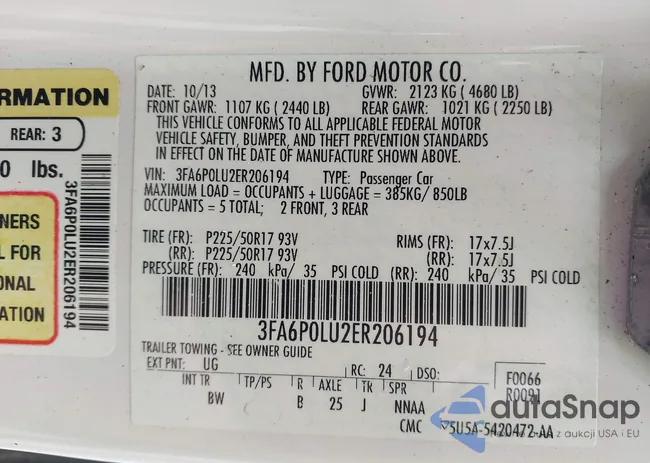 MFD. BY FORD MOTOR CO.
DATE: 10/13 GVWR: 2123 KG ( 4680 LB)
FRONT GAWR: 1107 KG ( 2440 LB) REAR GAWR: 1021 KG ( 2250 LB)
THIS VEHICLE CONFORMS TO ALL APPLICABLE FEDERAL MOTOR
VEHICLE SAFETY, BUMPER, AND THEFT PREVENTION STANDARDS
IN EFFECT ON THE DATE OF MANUFACTURE SHOWN ABOVE.
VIN: 3FA6P0LU2ER206194 TYPE: Passenger Car
MAXIMUM LOAD = OCCUPANTS + LUGGAGE = 385KG/ 850LB
OCCUPANTS = 5 TOTAL; 2 FRONT, 3 REAR
TIRE (FR): P225/50R17 93V RIMS (FR): 17x7.5J
(RR): P225/50R17 93V (RR): 17x7.5J
PRESSURE (FR): 240 kPa/ 35 PSI COLD (RR): 240 kPa/ 35 PSI COLD
3FA6P0LU2ER206194
TRAILER TOWING - SEE OWNER GUIDE
EXT PNT: UG RC: 24 DSO: F0066
R0091
INT TR TP/PS R AXLE TR SPR
BW B 25 J NNAA
CMC 5U5A-5420472-AA
RMATION
REAR: 3
0 lbs.
NERS
L FOR
ONAL
ATION
3FA6P0LU2ER206194
autoSnap
z aukcji USA i EU